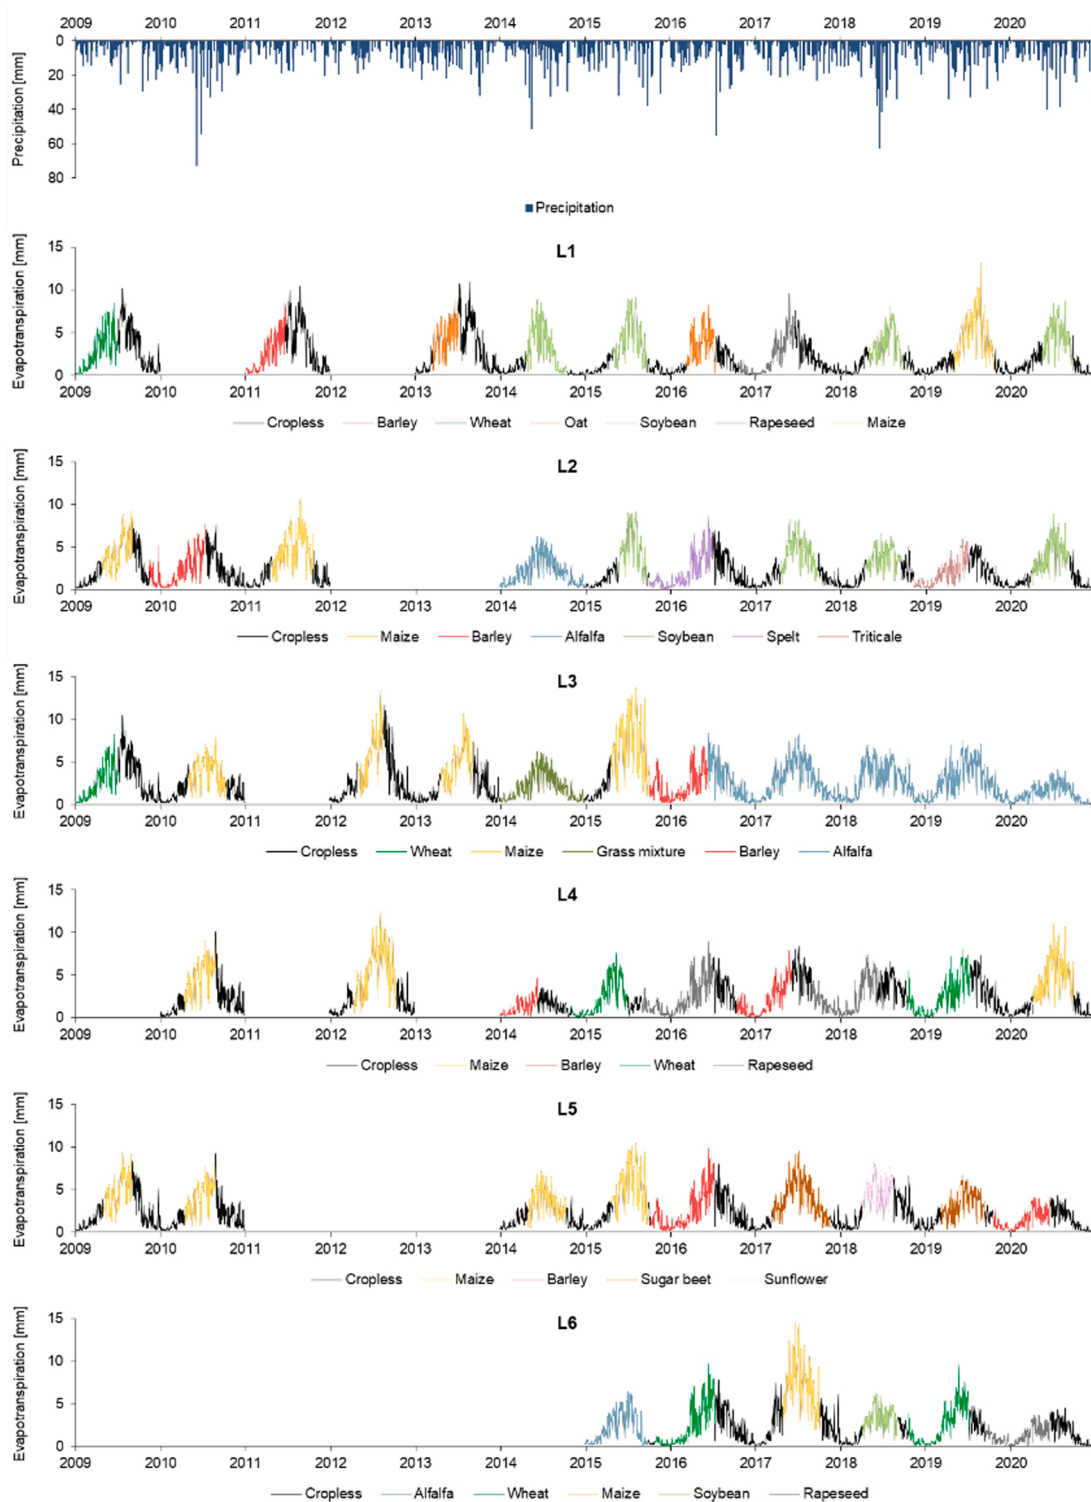 2009 2010 2011 2012 2013 2014 2015 2016 2017 2018 2019 2020
0
20
40
60
80
Precipitation [mm]
Precipitation
L1
Evapotranspiration [mm]
15
10
5
0
2009 2010 2011 2012 2013 2014 2015 2016 2017 2018 2019 2020
Cropless Barley Wheat Oat Soybean Rapeseed Maize
L2
Evapotranspiration [mm]
15
10
5
0
2009 2010 2011 2012 2013 2014 2015 2016 2017 2018 2019 2020
Cropless Maize Barley Alfalfa Soybean Spelt Triticale
L3
Evapotranspiration [mm]
15
10
5
0
2009 2010 2011 2012 2013 2014 2015 2016 2017 2018 2019 2020
Cropless Wheat Maize Grass mixture Barley Alfalfa
L4
Evapotranspiration [mm]
15
10
5
0
2009 2010 2011 2012 2013 2014 2015 2016 2017 2018 2019 2020
Cropless Maize Barley Wheat Rapeseed
L5
Evapotranspiration [mm]
15
10
5
0
2009 2010 2011 2012 2013 2014 2015 2016 2017 2018 2019 2020
Cropless Maize Barley Sugar beet Sunflower
L6
Evapotranspiration [mm]
15
10
5
0
2009 2010 2011 2012 2013 2014 2015 2016 2017 2018 2019 2020
Cropless Alfalfa Wheat Maize Soybean Rapeseed